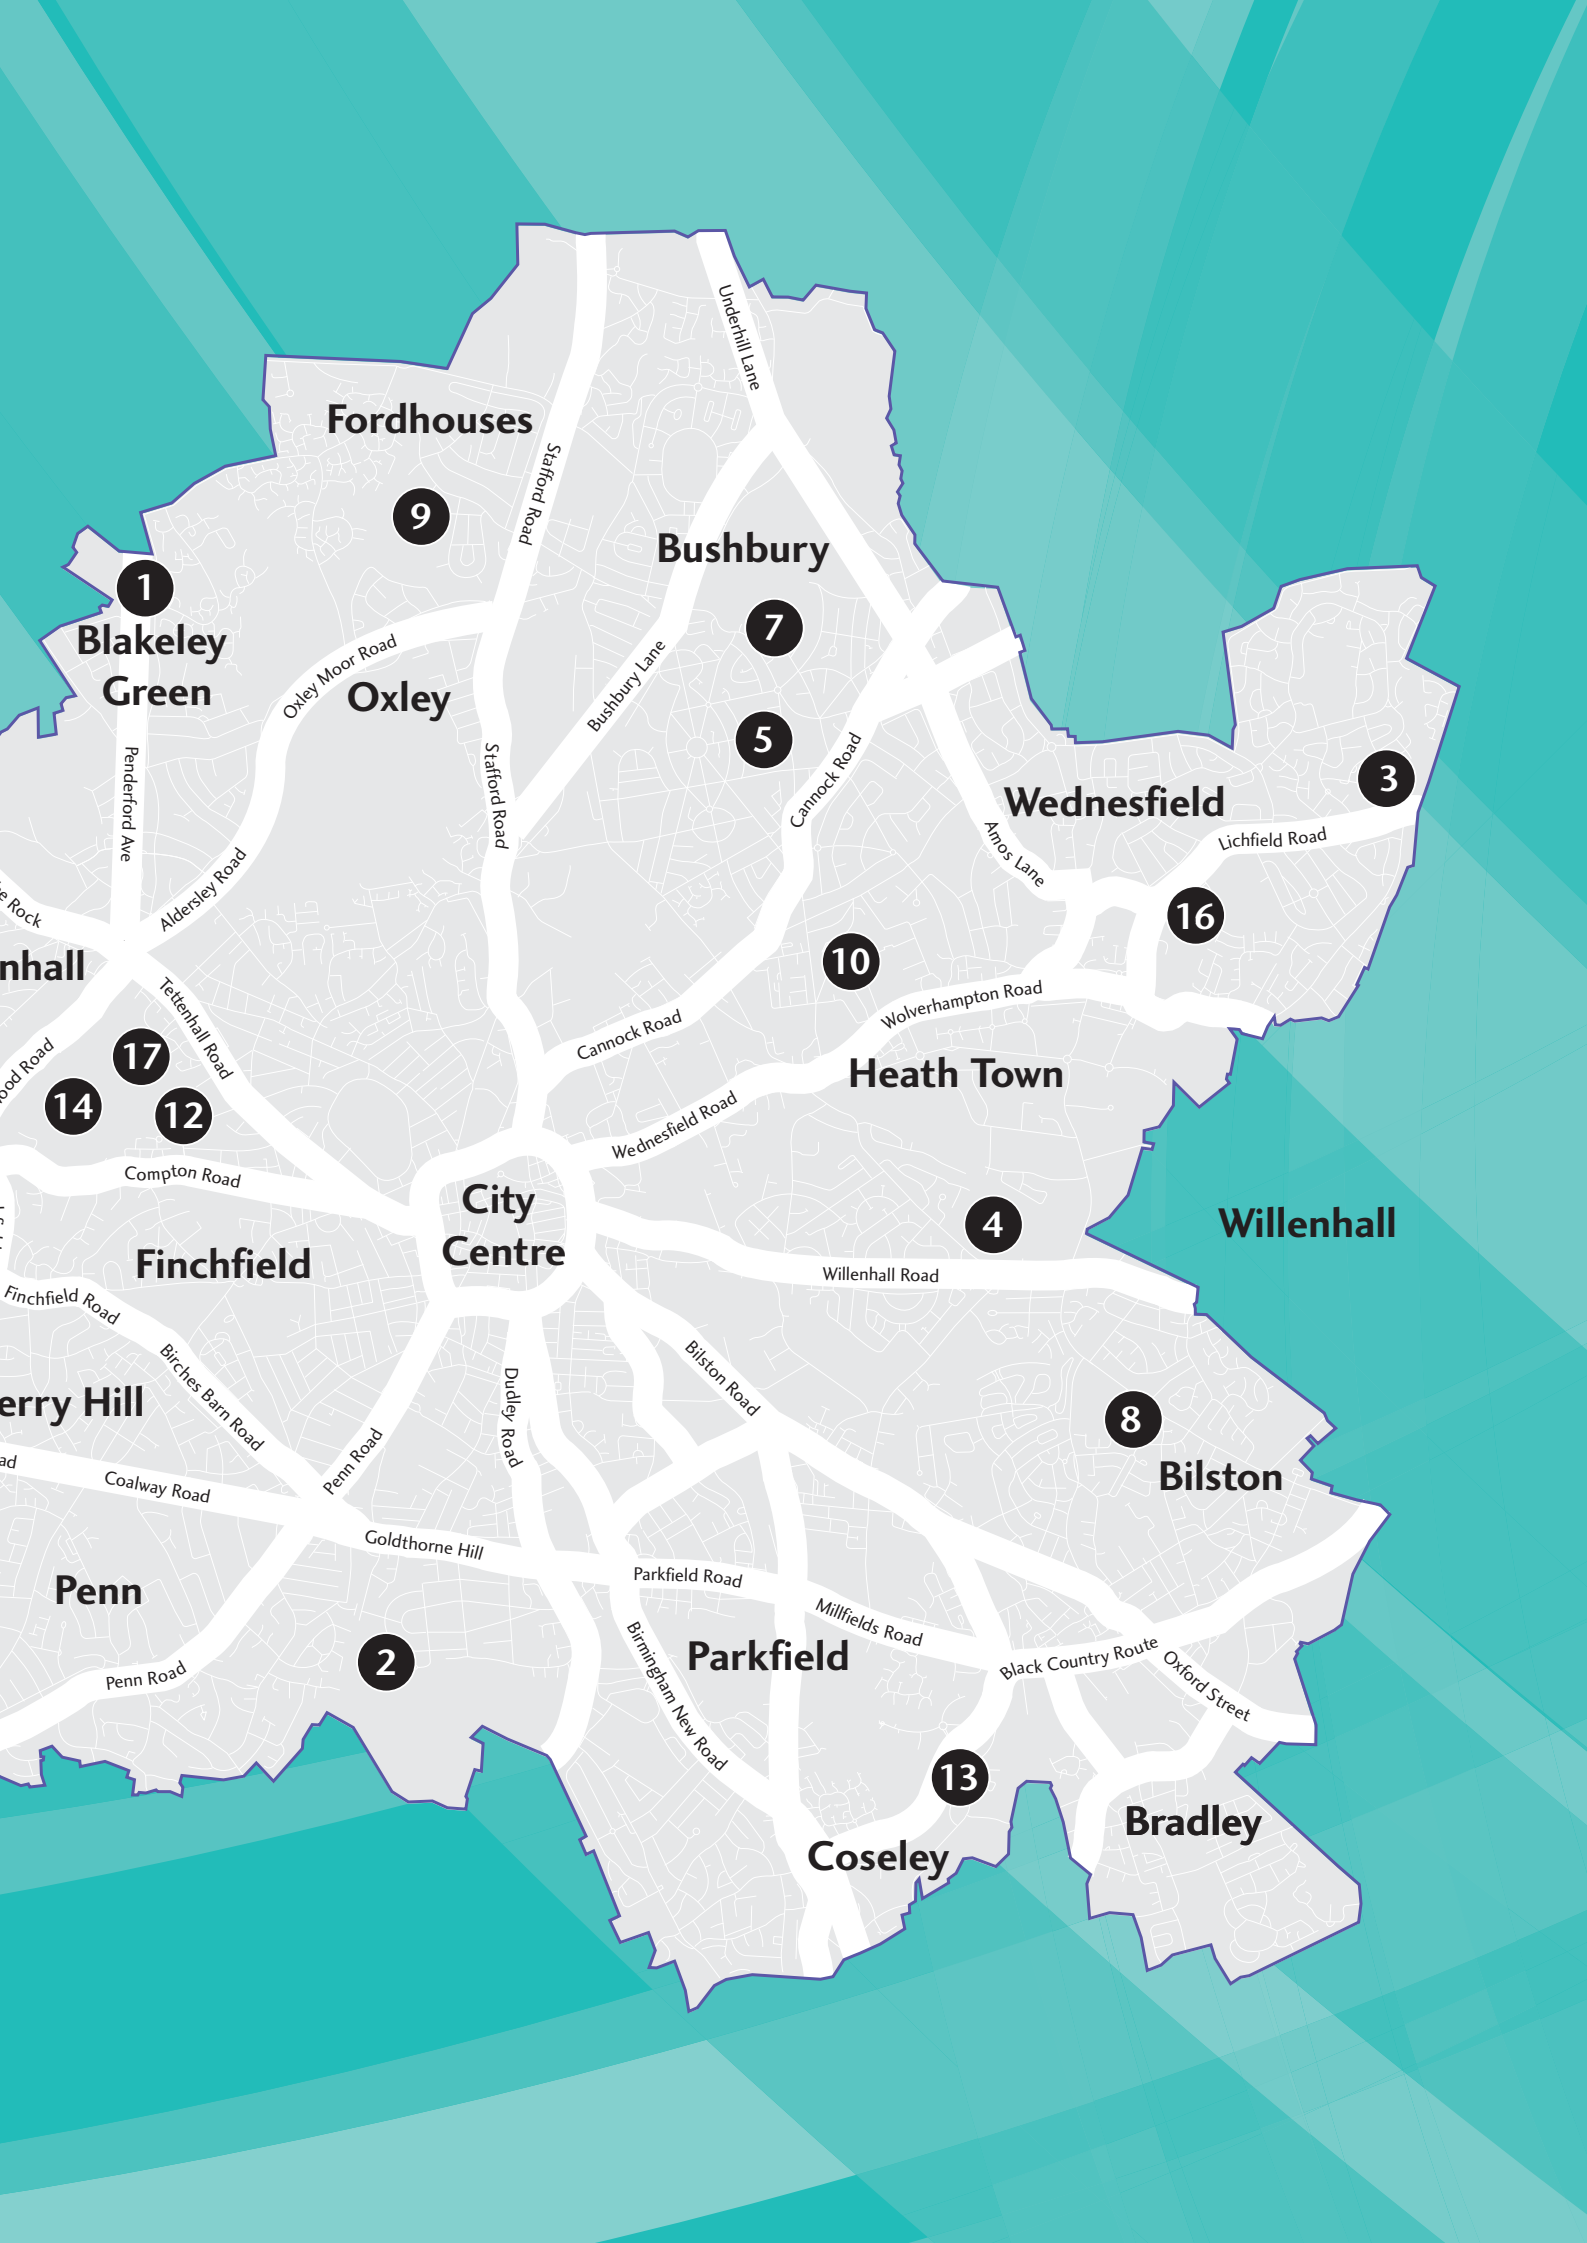 Underhill Lane
Fordhouses
Stafford Road
9
Bushbury
1
7
Blakeley
Green
Oxley Moor Road
Oxley
Bushbury Lane
5
Cannock Road
Penderford Ave
Stafford Road
3
Wednesfield
Lichfield Road
Amos Lane
Aldersley Road
e Rock
16
nhall
10
Tettenhall Road
Wolverhampton Road
Cannock Road
17
ood Road
Heath Town
14
12
Wednesfield Road
Compton Road
City
Centre
4
Willenhall
Finchfield
Willenhall Road
Finchfield Road
Birches Barn Road
Bilston Road
Dudley Road
erry Hill
8
Penn Road
ad
Coalway Road
Bilston
Goldthorne Hill
Parkfield Road
Penn
Millfields Road
Birmingham New Road
Parkfield
2
Black Country Route
Oxford Street
Penn Road
13
Bradley
Coseley